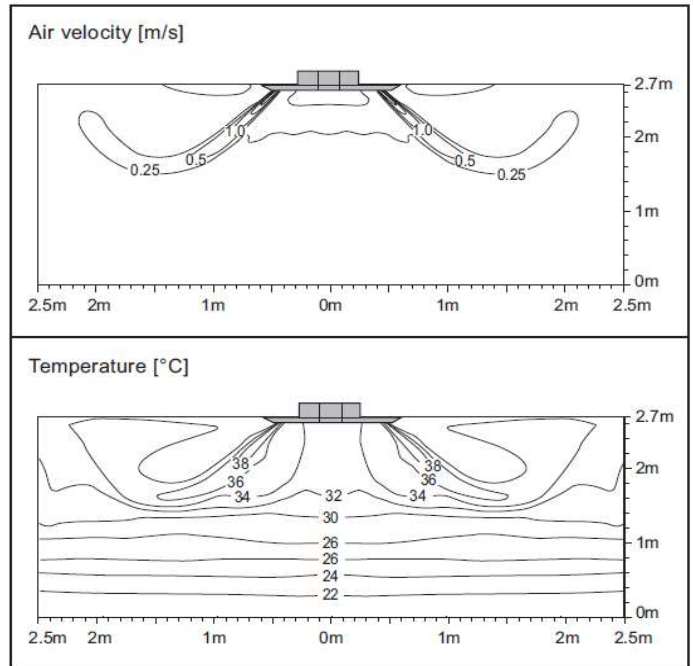 Air velocity [m/s]
2.7m
1.0 1.0
2m
0.5 0.5
0.25 0.25
1m
0m
2.5m 2m 1m 0m 1m 2m 2.5m
Temperature [°C]
2.7m
38 38
2m
36 36
34 32 34
30
26
1m
26
24
22
0m
2.5m 2m 1m 0m 1m 2m 2.5m